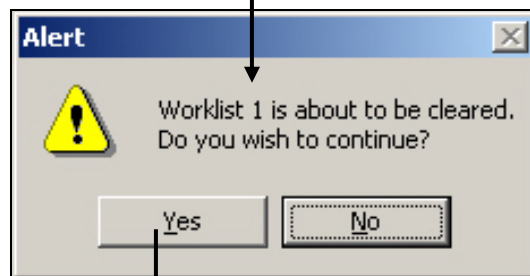 Alert
Worklist 1 is about to be cleared.
Do you wish to continue?
Yes
No